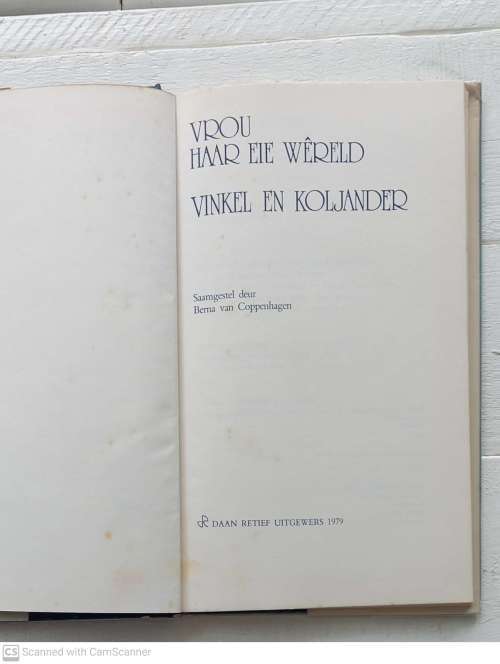 VROU
HAAR EIE WÊRELD
VINKEL EN KOLJANDER
Saamgestel deur
Berna van Coppenhagen
DAAN RETIEF UITGEWERS 1979
CS Scanned with CamScanner